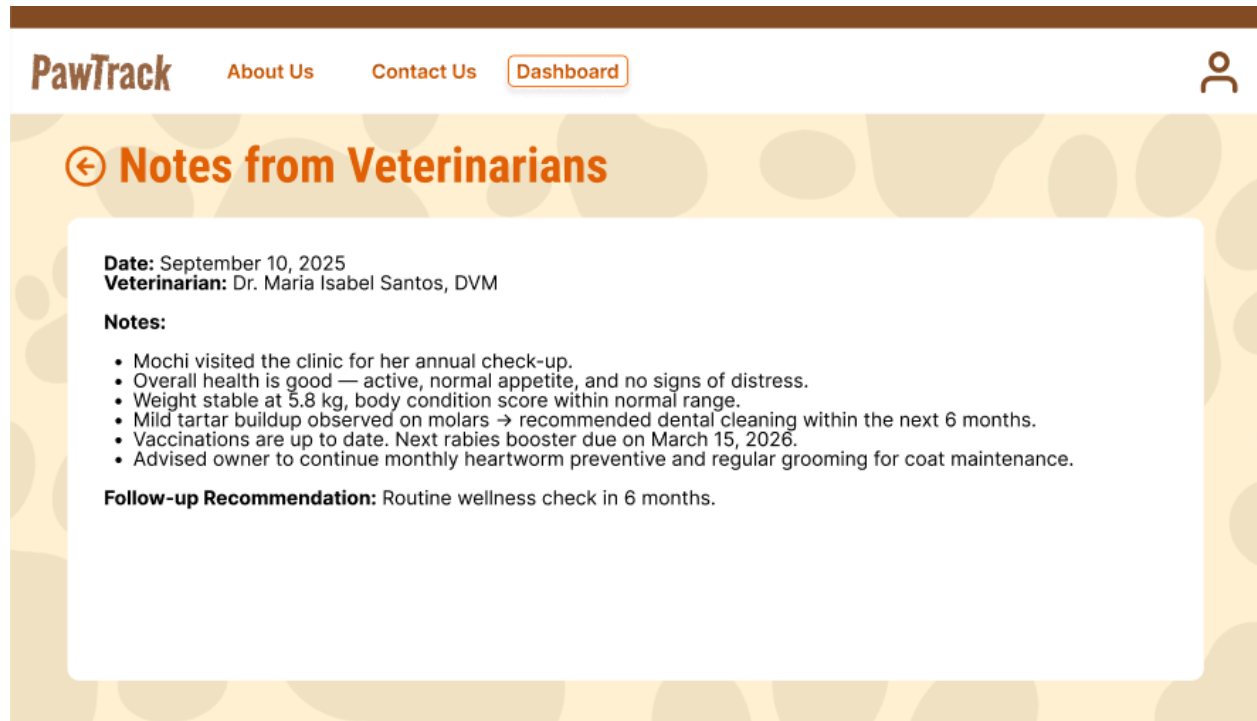 PawTrack
About Us
Contact Us
Dashboard
Notes from Veterinarians
Date: September 10, 2025
Veterinarian: Dr. Maria Isabel Santos, DVM
Notes:
• Mochi visited the clinic for her annual check-up.
• Overall health is good — active, normal appetite, and no signs of distress.
• Weight stable at 5.8 kg, body condition score within normal range.
• Mild tartar buildup observed on molars → recommended dental cleaning within the next 6 months.
• Vaccinations are up to date. Next rabies booster due on March 15, 2026.
• Advised owner to continue monthly heartworm preventive and regular grooming for coat maintenance.
Follow-up Recommendation: Routine wellness check in 6 months.